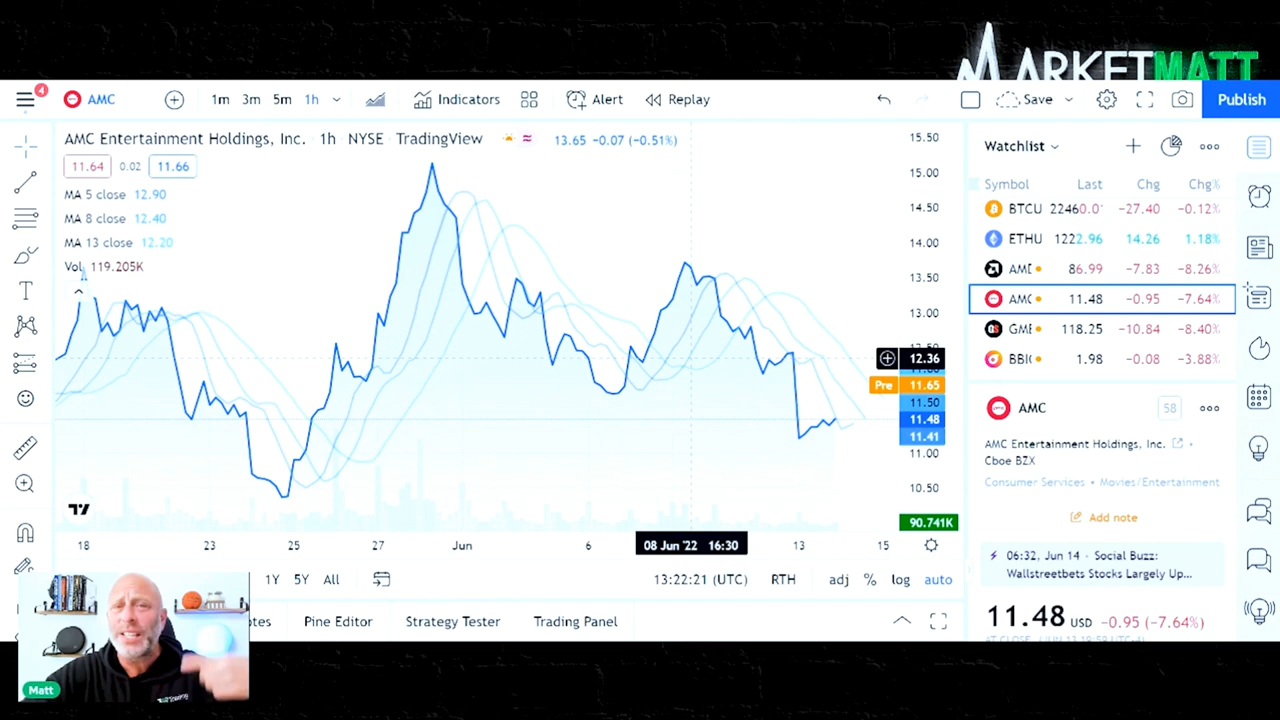 MARKETMATT
4
AMC
1m 3m 5m 1h
Indicators
Alert
Replay
Save
Publish
AMC Entertainment Holdings, Inc. · 1h · NYSE TradingView
13.65 −0.07 (−0.51%)
11.64 0.02 11.66
MA 5 close 12.90
MA 8 close 12.40
MA 13 close 12.20
Vol 119.205K
15.50
15.00
14.50
14.00
13.50
13.00
12.36
Pre 11.65
11.50
11.48
11.41
11.00
10.50
90.741K
18 23 25 27 Jun 6 08 Jun '22 16:30 13 15
1Y 5Y All
13:22:21 (UTC) RTH adj % log auto
otes Pine Editor Strategy Tester Trading Panel
Watchlist
Symbol Last Chg Chg%
BTCU 22460.0 −27.40 −0.12%
ETHU 1222.96 14.26 1.18%
AMD 86.99 −7.83 −8.26%
AMC 11.48 −0.95 −7.64%
GME 118.25 −10.84 −8.40%
BBIG 1.98 −0.08 −3.88%
AMC 58
AMC Entertainment Holdings, Inc. ·
Cboe BZX
Consumer Services • Movies/Entertainment
Add note
06:32, Jun 14 · Social Buzz:
Wallstreetbets Stocks Largely Up...
11.48 USD −0.95 (−7.64%)
Matt